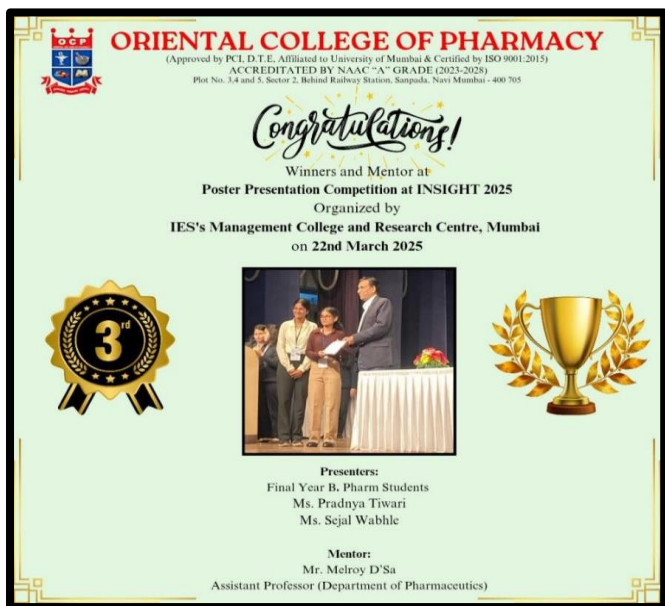 OCP
ORIENTAL COLLEGE OF PHARMACY
(Approved by PCI, D.T.E, Affiliated to University of Mumbai & Certified by ISO 9001:2015)
ACCREDITATED BY NAAC “A” GRADE (2023-2028)
Plot No. 3,4 and 5, Sector 2, Behind Railway Station, Sanpada, Navi Mumbai - 400 705
Congratulations!
Winners and Mentor at
Poster Presentation Competition at INSIGHT 2025
Organized by
IES's Management College and Research Centre, Mumbai
on 22nd March 2025
3rd
Presenters:
Final Year B. Pharm Students
Ms. Pradnya Tiwari
Ms. Sejal Wabhle
Mentor:
Mr. Melroy D'Sa
Assistant Professor (Department of Pharmaceutics)